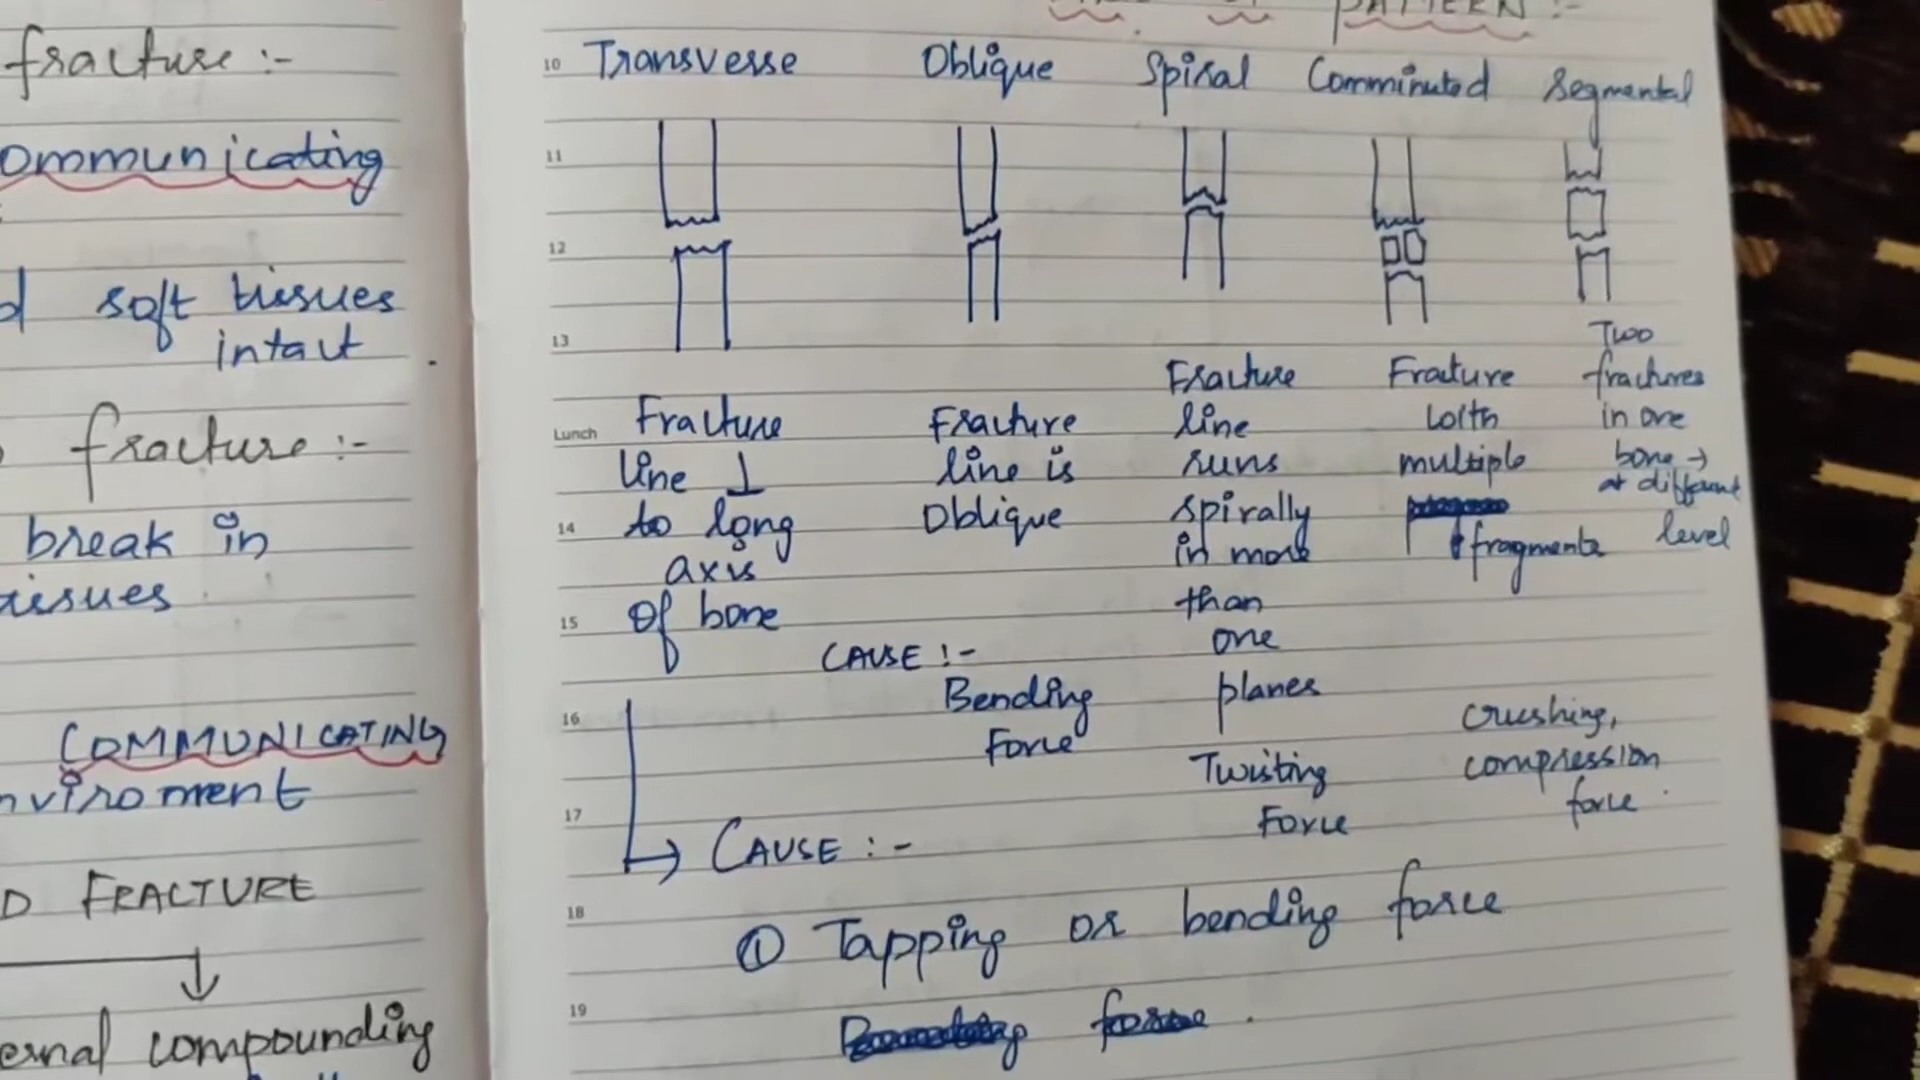 fracture :-
ommunicating
soft tissues
intact
fracture :-
break in
tissues
COMMUNICATING
nviroment
D FRACTURE
ernal compounding
PATTERN :-
10 Transverse Oblique Spiral Comminuted Segmental
11
12
13
Lunch
14
15
16
17
18
19
Fracture
line ⊥
to long
axis
of bone
Fracture
line is
Oblique
CAUSE :-
Bending
Force
Fracture
line
runs
spirally
in more
than
one
planes
Twisting
Force
Fracture
with
multiple
fragments
crushing,
compression
force.
Two
fractures
in one
bone →
at different
level
→ CAUSE :-
① Tapping or bending force